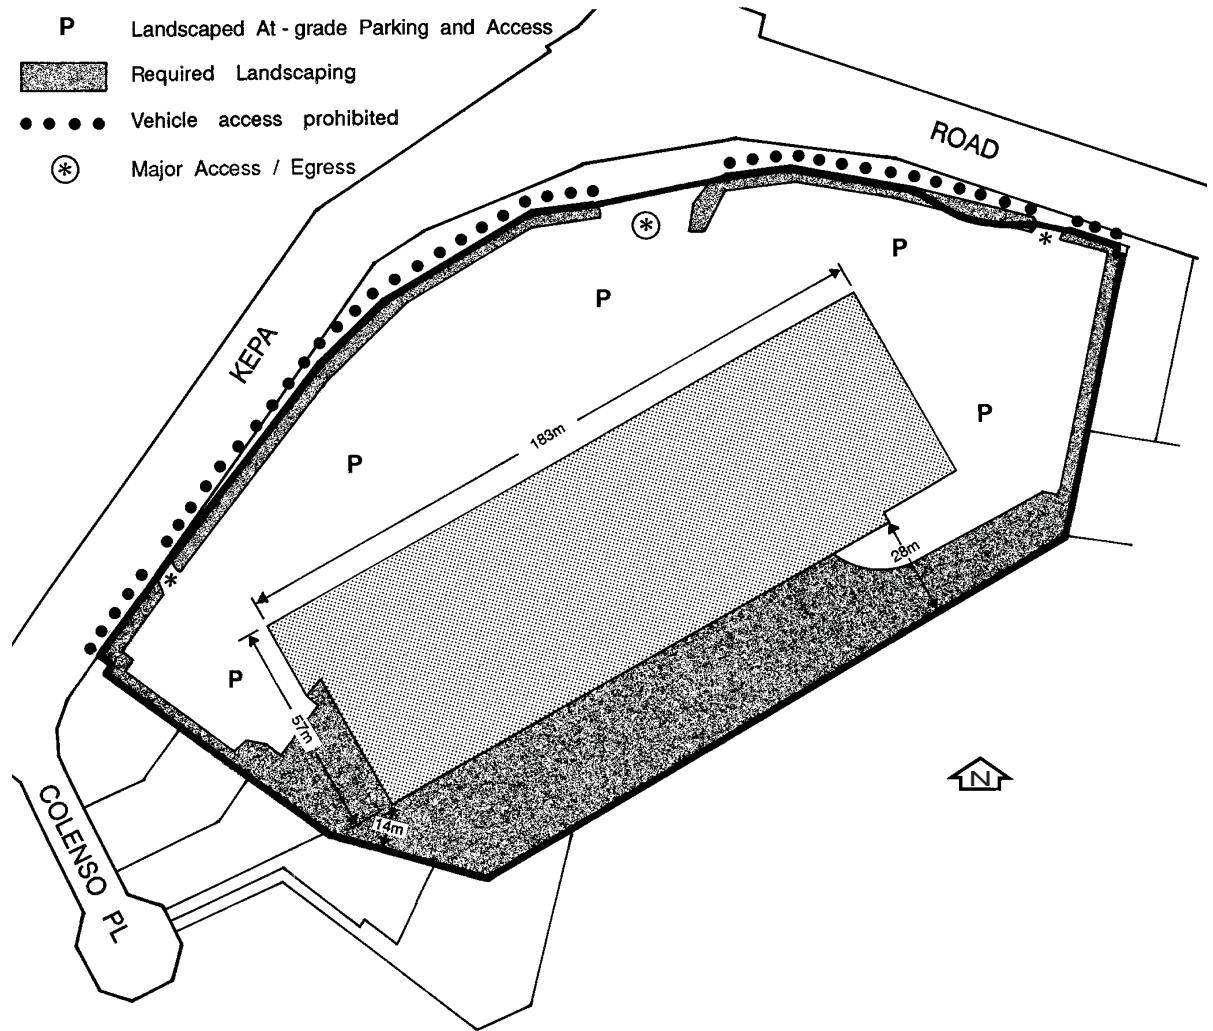 P Landscaped At - grade Parking and Access
Required Landscaping
Vehicle access prohibited
* Major Access / Egress
ROAD
KEPA
*
*
P
P
P
P
183m
28m
*
P
57m
14m
N
COLENSO PL